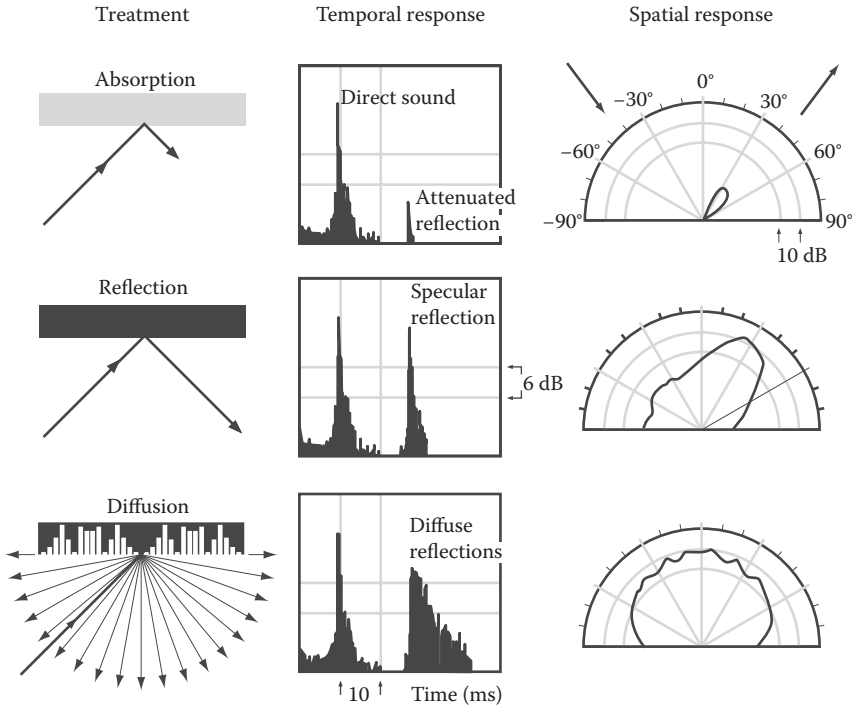 Treatment
Temporal response
Spatial response
Absorption
Direct sound
Attenuated
reflection
0°
−30°
30°
−60°
60°
−90°
90°
10 dB
Reflection
Specular
reflection
6 dB
Diffusion
Diffuse
reflections
10
Time (ms)